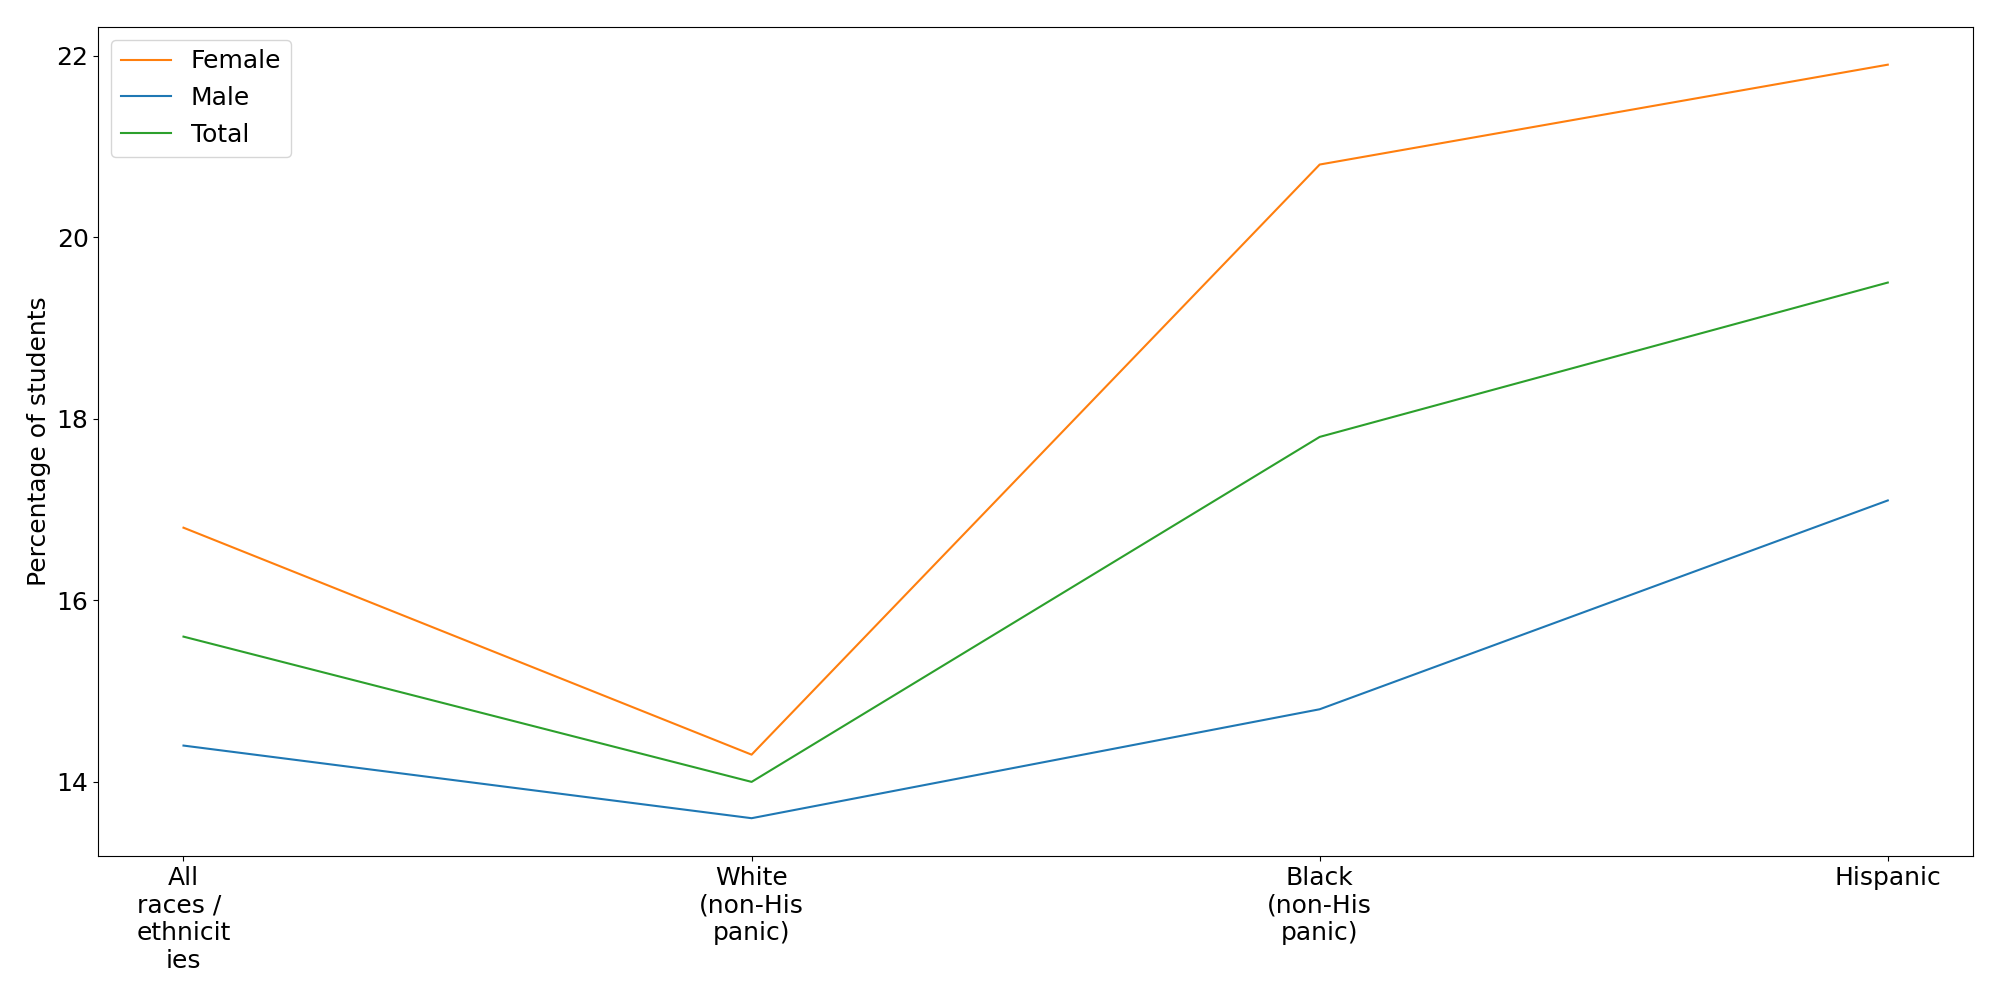 22
20
18
16
14
Percentage of students
Female
Male
Total
All
races /
ethnicit
ies
White
(non-His
panic)
Black
(non-His
panic)
Hispanic